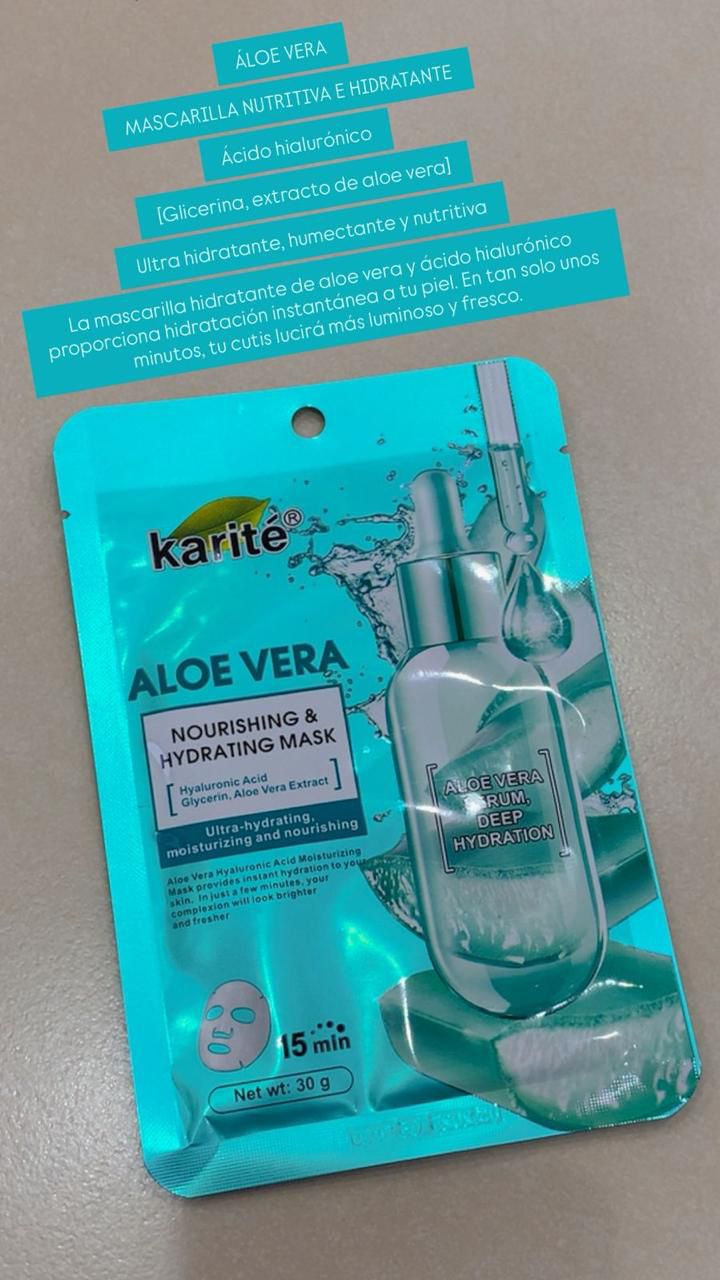 ÁLOE VERA
MASCARILLA NUTRITIVA E HIDRATANTE
Ácido hialurónico
[Glicerina, extracto de aloe vera]
Ultra hidratante, humectante y nutritiva
La mascarilla hidratante de aloe vera y ácido hialurónico
proporciona hidratación instantánea a tu piel. En tan solo unos
minutos, tu cutis lucirá más luminoso y fresco.
karité®
ALOE VERA
NOURISHING &
HYDRATING MASK
Hyaluronic Acid
Glycerin, Aloe Vera Extract
Ultra-hydrating,
moisturizing and nourishing
Aloe Vera Hyaluronic Acid Moisturizing
Mask provides instant hydration to your
skin. In just a few minutes, your
complexion will look brighter
and fresher
15 min
Net wt: 30 g
ALOE VERA
DEEP
HYDRATION